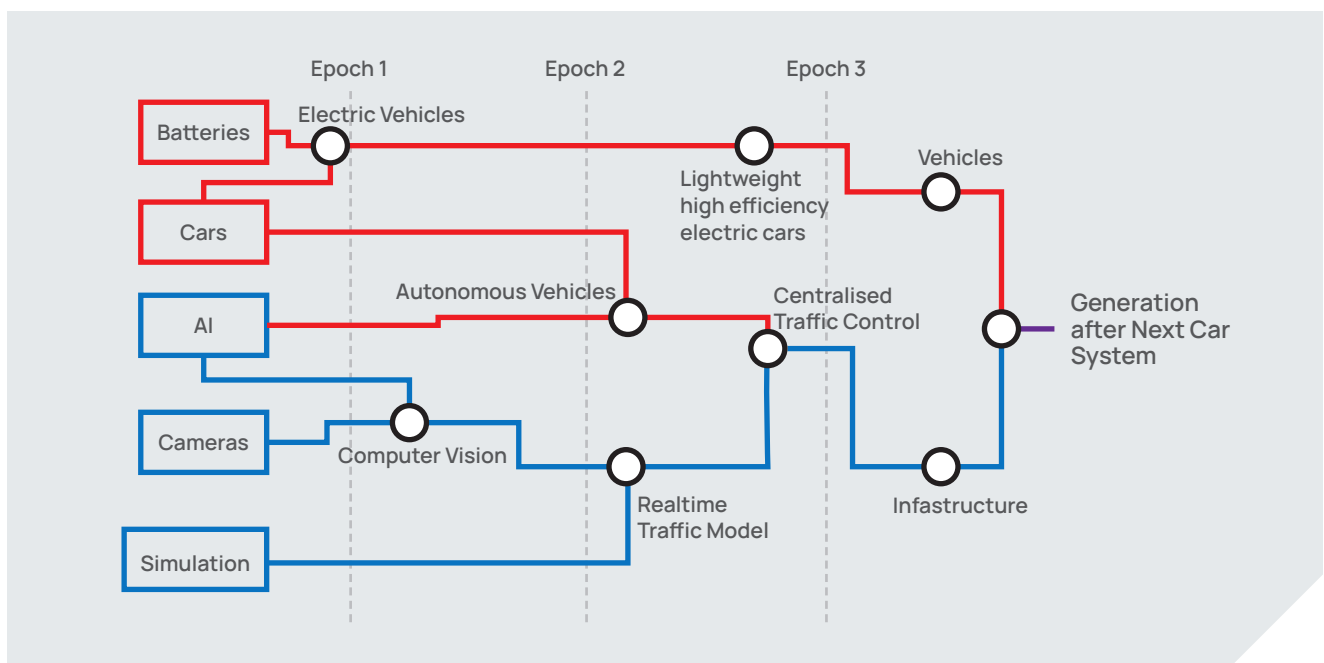 Epoch 1
Epoch 2
Epoch 3
Electric Vehicles
Batteries
Vehicles
Lightweight
high efficiency
electric cars
Cars
Autonomous Vehicles
Centralised
Traffic Control
AI
Generation
after Next Car
System
Cameras
Computer Vision
Realtime
Traffic Model
Infastructure
Simulation